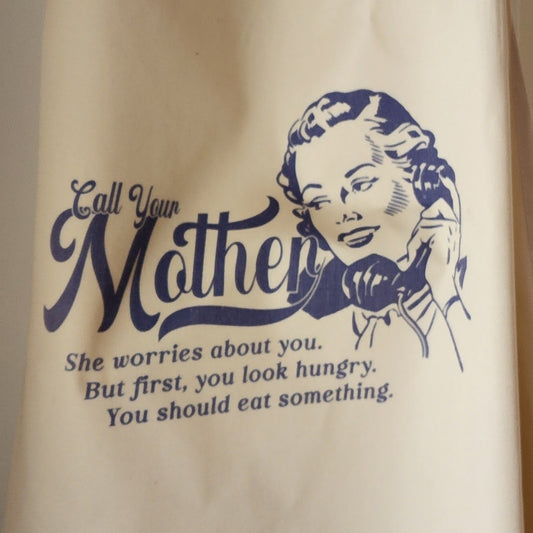 Call Your
Mother
She worries about you.
But first, you look hungry.
You should eat something.